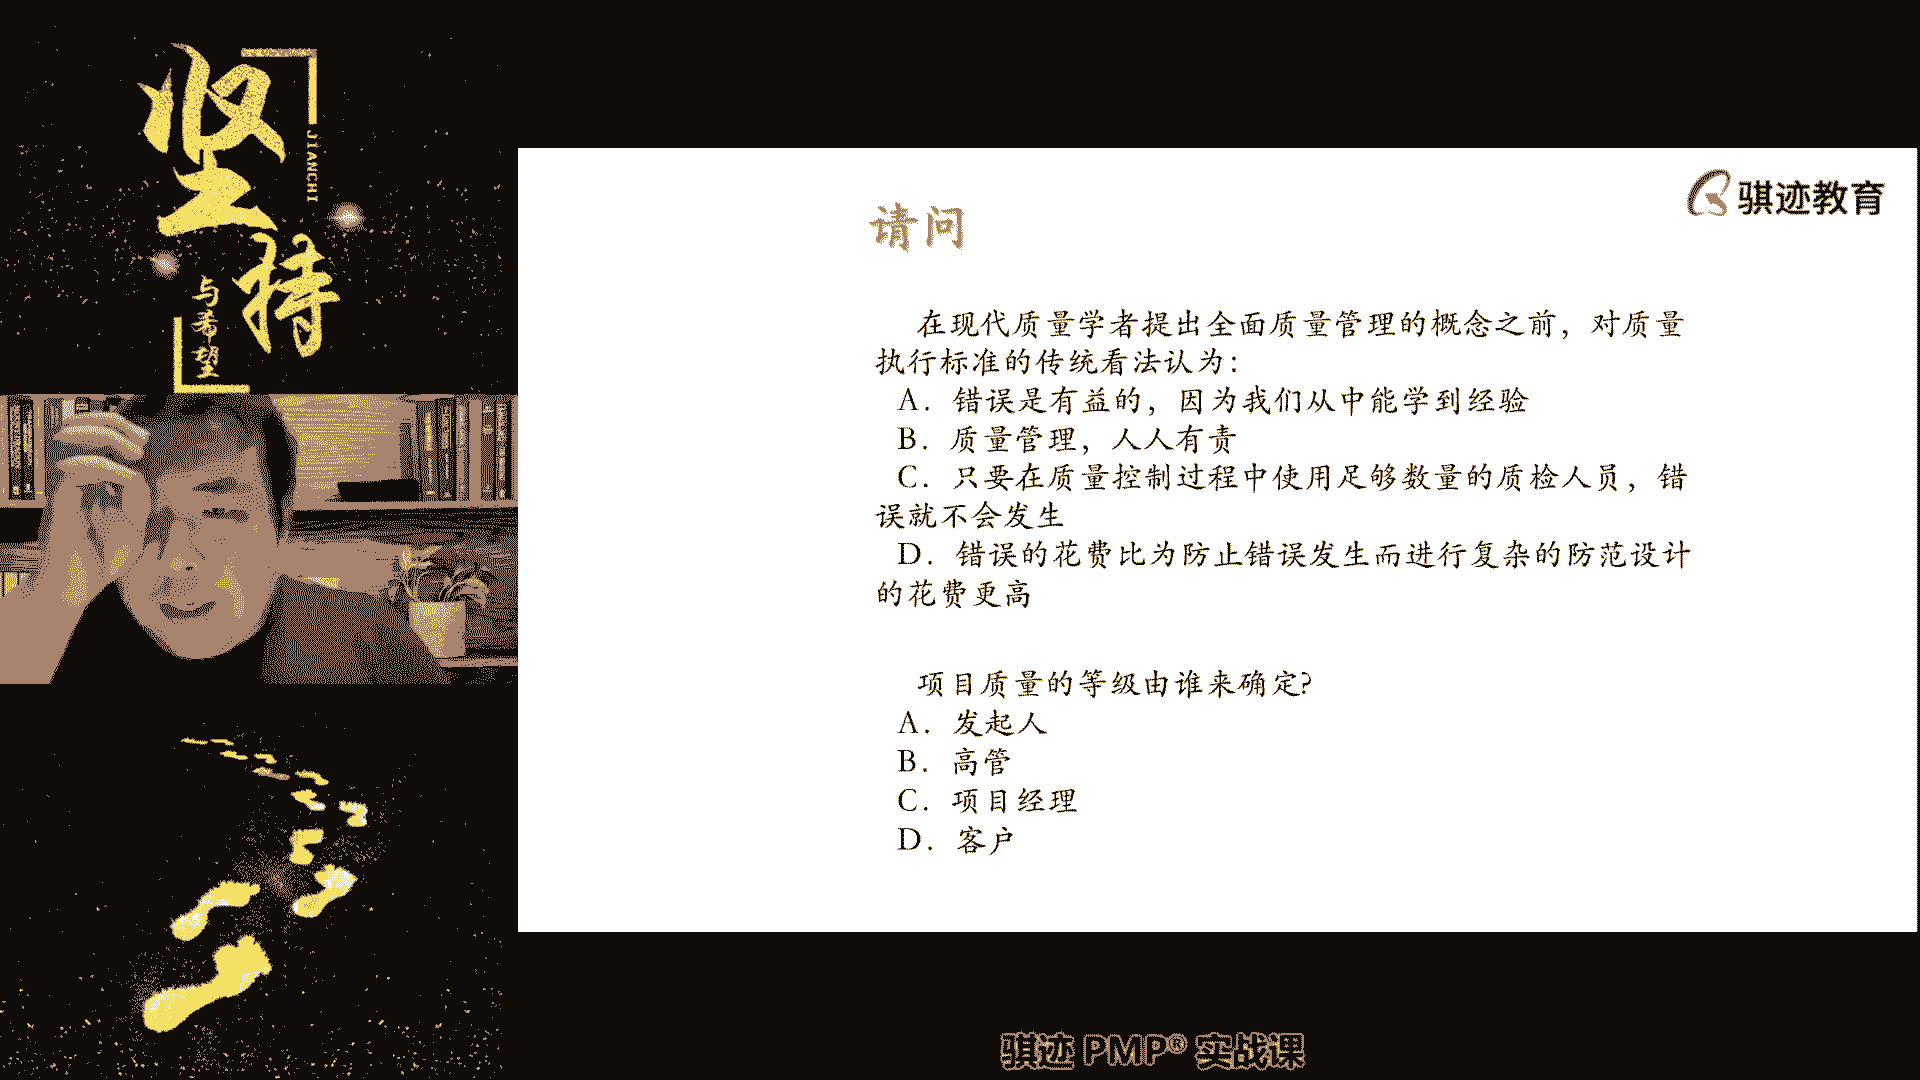 坚持
JIANCHI
与希望
骐迹教育
请问
在现代质量学者提出全面质量管理的概念之前，对质量
执行标准的传统看法认为：
A．错误是有益的，因为我们从中能学到经验
B．质量管理，人人有责
C．只要在质量控制过程中使用足够数量的质检人员，错
误就不会发生
D．错误的花费比为防止错误发生而进行复杂的防范设计
的花费更高
项目质量的等级由谁来确定?
A．发起人
B．高管
C．项目经理
D．客户
骐迹 PMP® 实战课